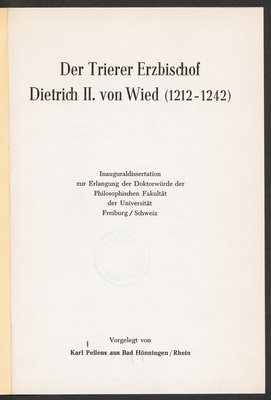 Der Trierer Erzbischof
Dietrich II. von Wied (1212-1242)
Inauguraldissertation
zur Erlangung der Doktorwürde der
Philosophischen Fakultät
der Universität
Freiburg / Schweiz
Vorgelegt von
Karl Pellens aus Bad Hönningen/Rhein